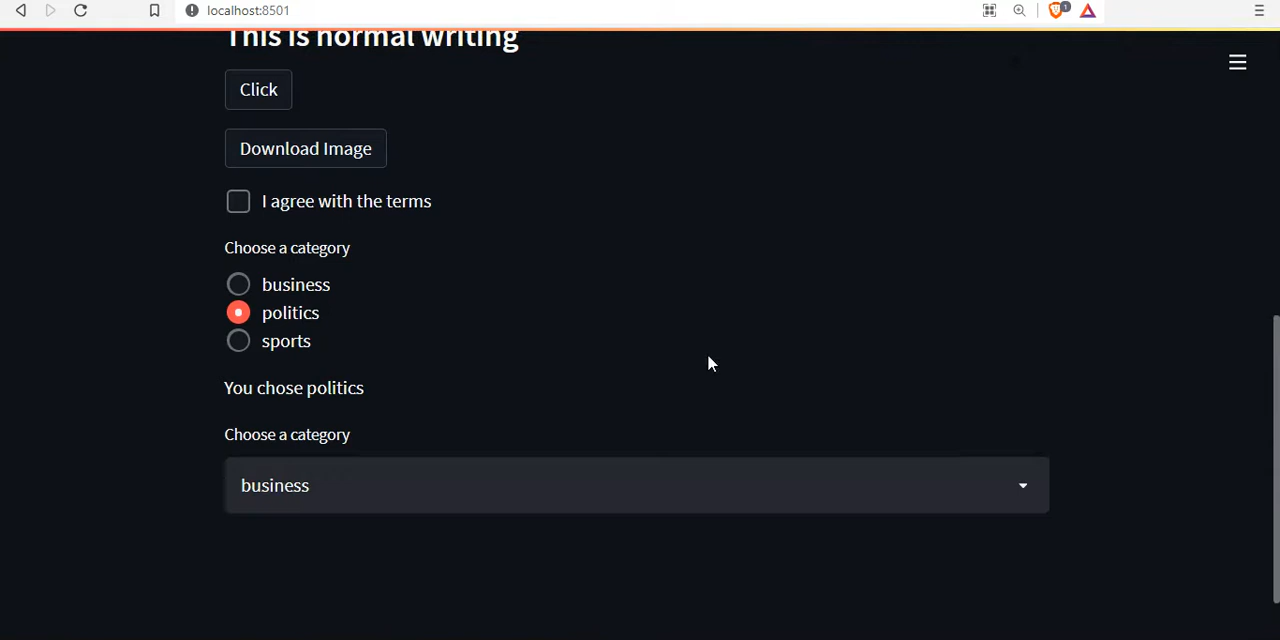 localhost:8501
1
This is normal writing
Click
Download Image
I agree with the terms
Choose a category
business
politics
sports
You chose politics
Choose a category
business